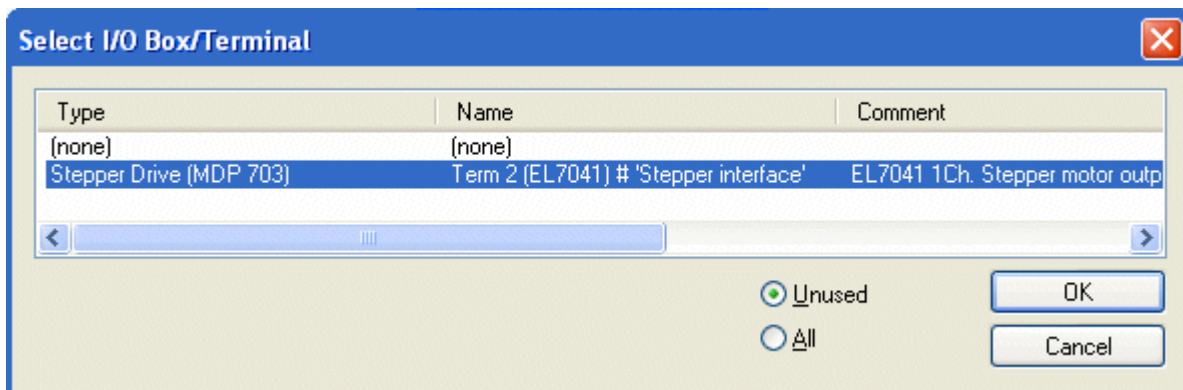 Select I/O Box/Terminal
Type Name Comment
(none) (none)
Stepper Drive (MDP 703) Term 2 (EL7041) # 'Stepper interface' EL7041 1Ch. Stepper motor outp
Unused OK
All Cancel